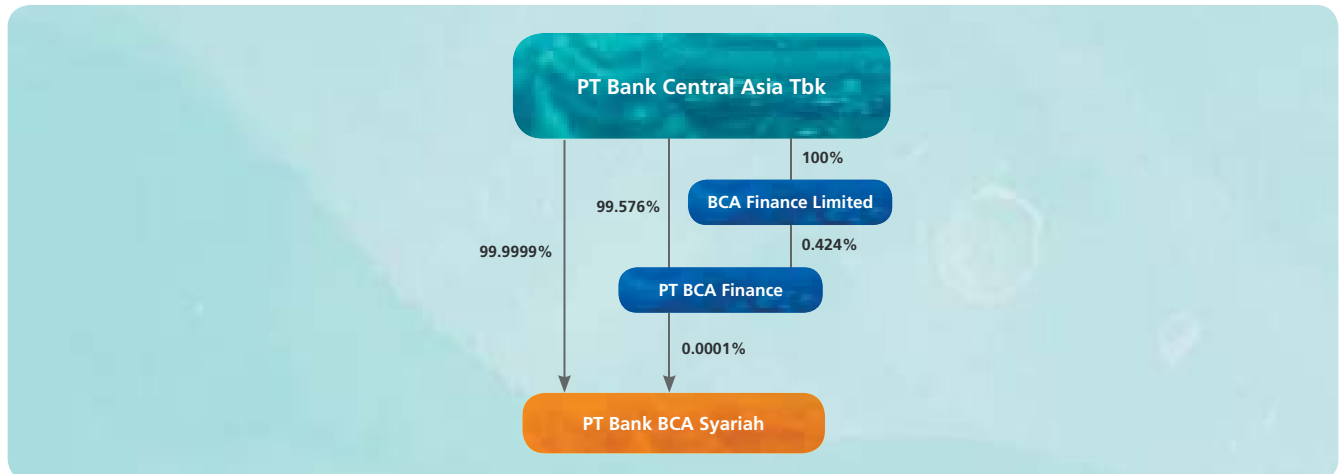 PT Bank Central Asia Tbk
100%
BCA Finance Limited
99.576%
0.424%
99.9999%
PT BCA Finance
0.0001%
PT Bank BCA Syariah